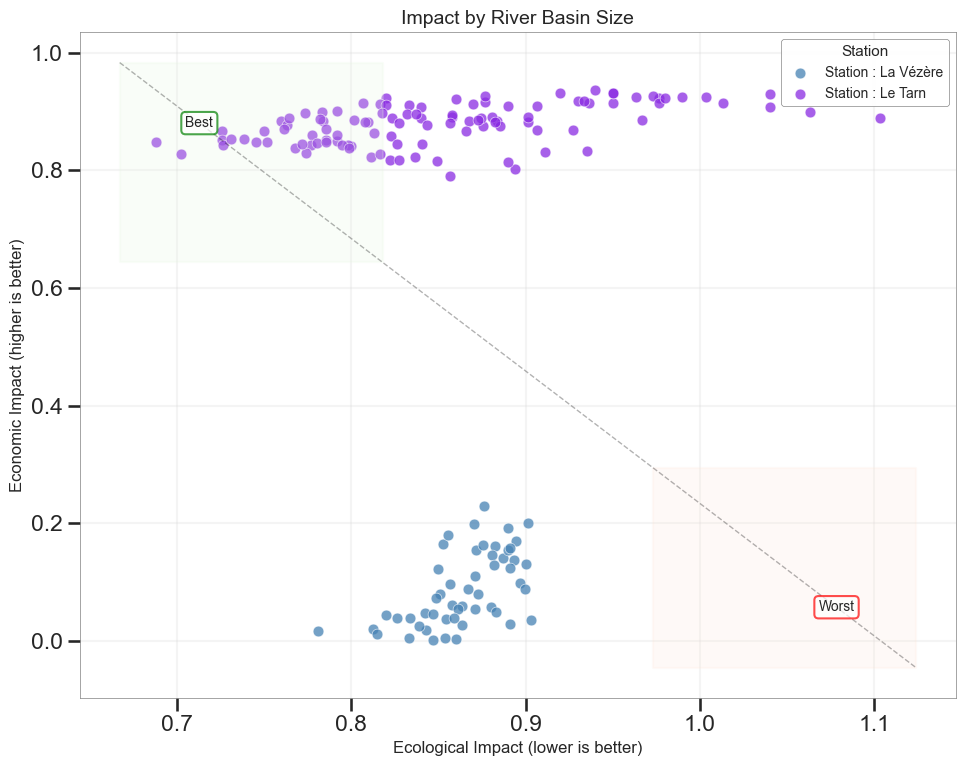 Impact by River Basin Size
Station
Station : La Vézère
Station : Le Tarn
Best
Worst
Economic Impact (higher is better)
1.0
0.8
0.6
0.4
0.2
0.0
0.7
0.8
0.9
1.0
1.1
Ecological Impact (lower is better)